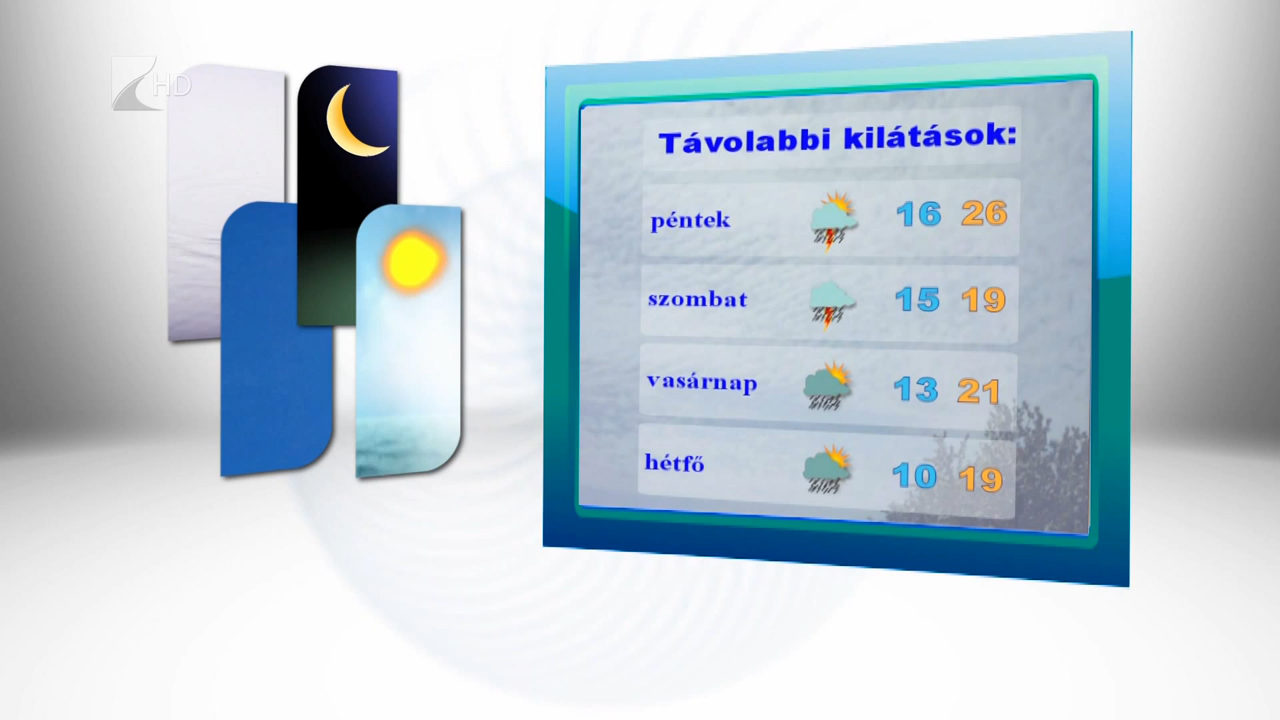 HD
Távolabbi kilátások:
péntek 16 26
szombat 15 19
vasárnap 13 21
hétfő 10 19